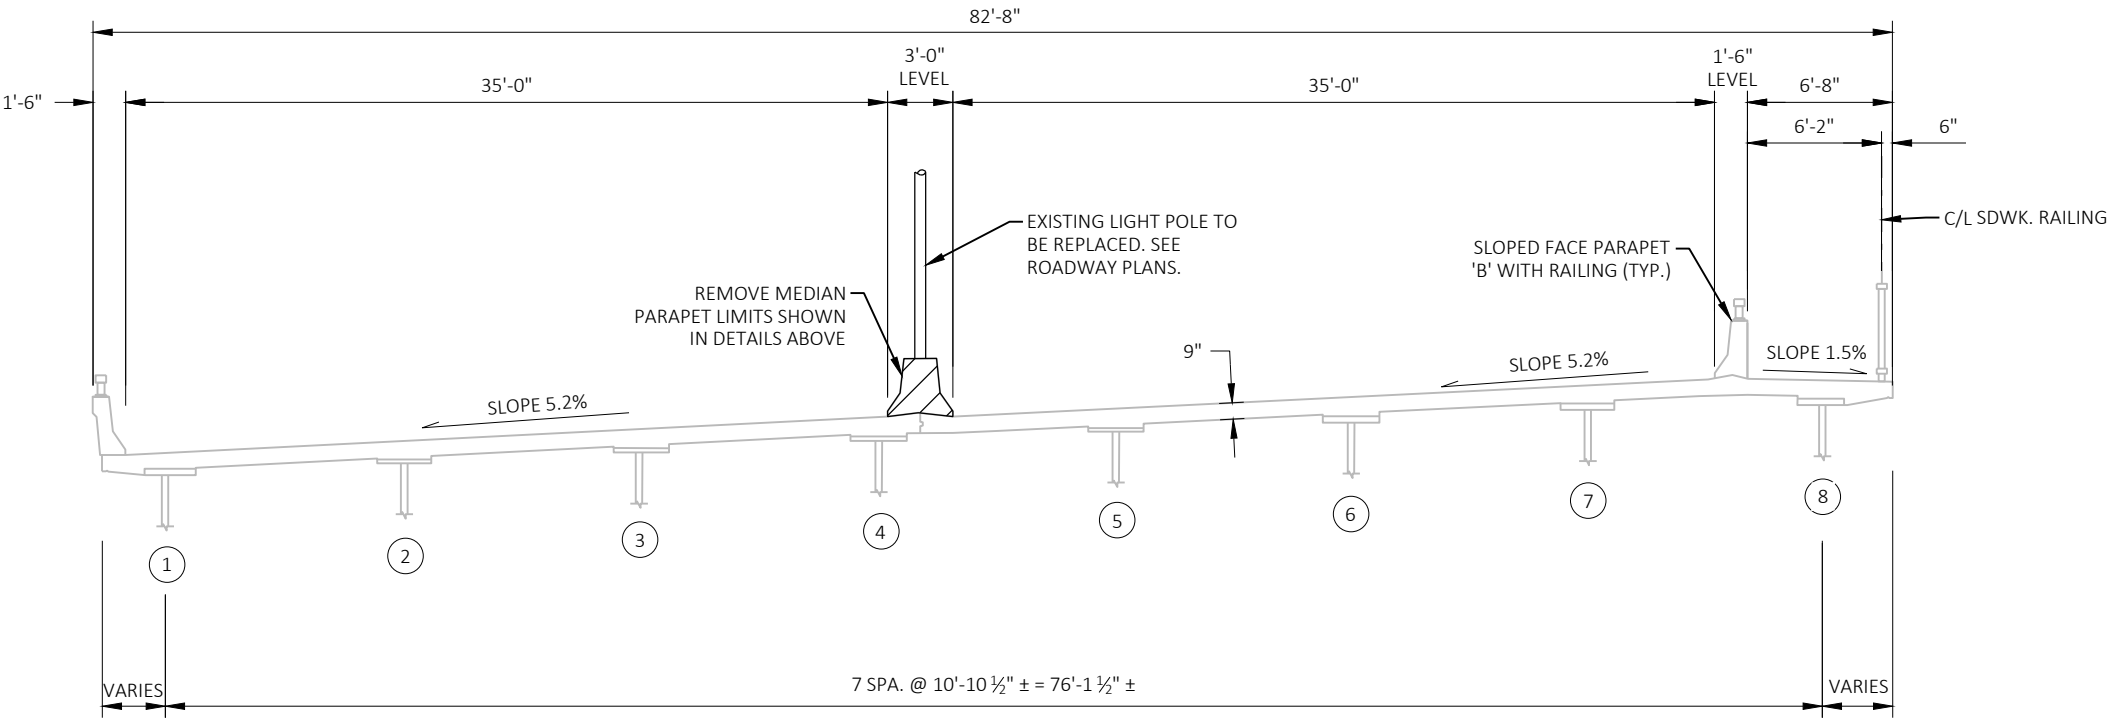 82'-8"
3'-0"
LEVEL
1'-6"
LEVEL
1'-6"
35'-0"
35'-0"
6'-8"
6'-2"
6"
EXISTING LIGHT POLE TO
BE REPLACED. SEE
ROADWAY PLANS.
C/L SDWK. RAILING
SLOPED FACE PARAPET
'B' WITH RAILING (TYP.)
REMOVE MEDIAN
PARAPET LIMITS SHOWN
IN DETAILS ABOVE
9"
SLOPE 5.2%
SLOPE 1.5%
SLOPE 5.2%
1
2
3
4
5
6
7
8
VARIES
7 SPA. @ 10'-10 ½" ± = 76'-1 ½" ±
VARIES